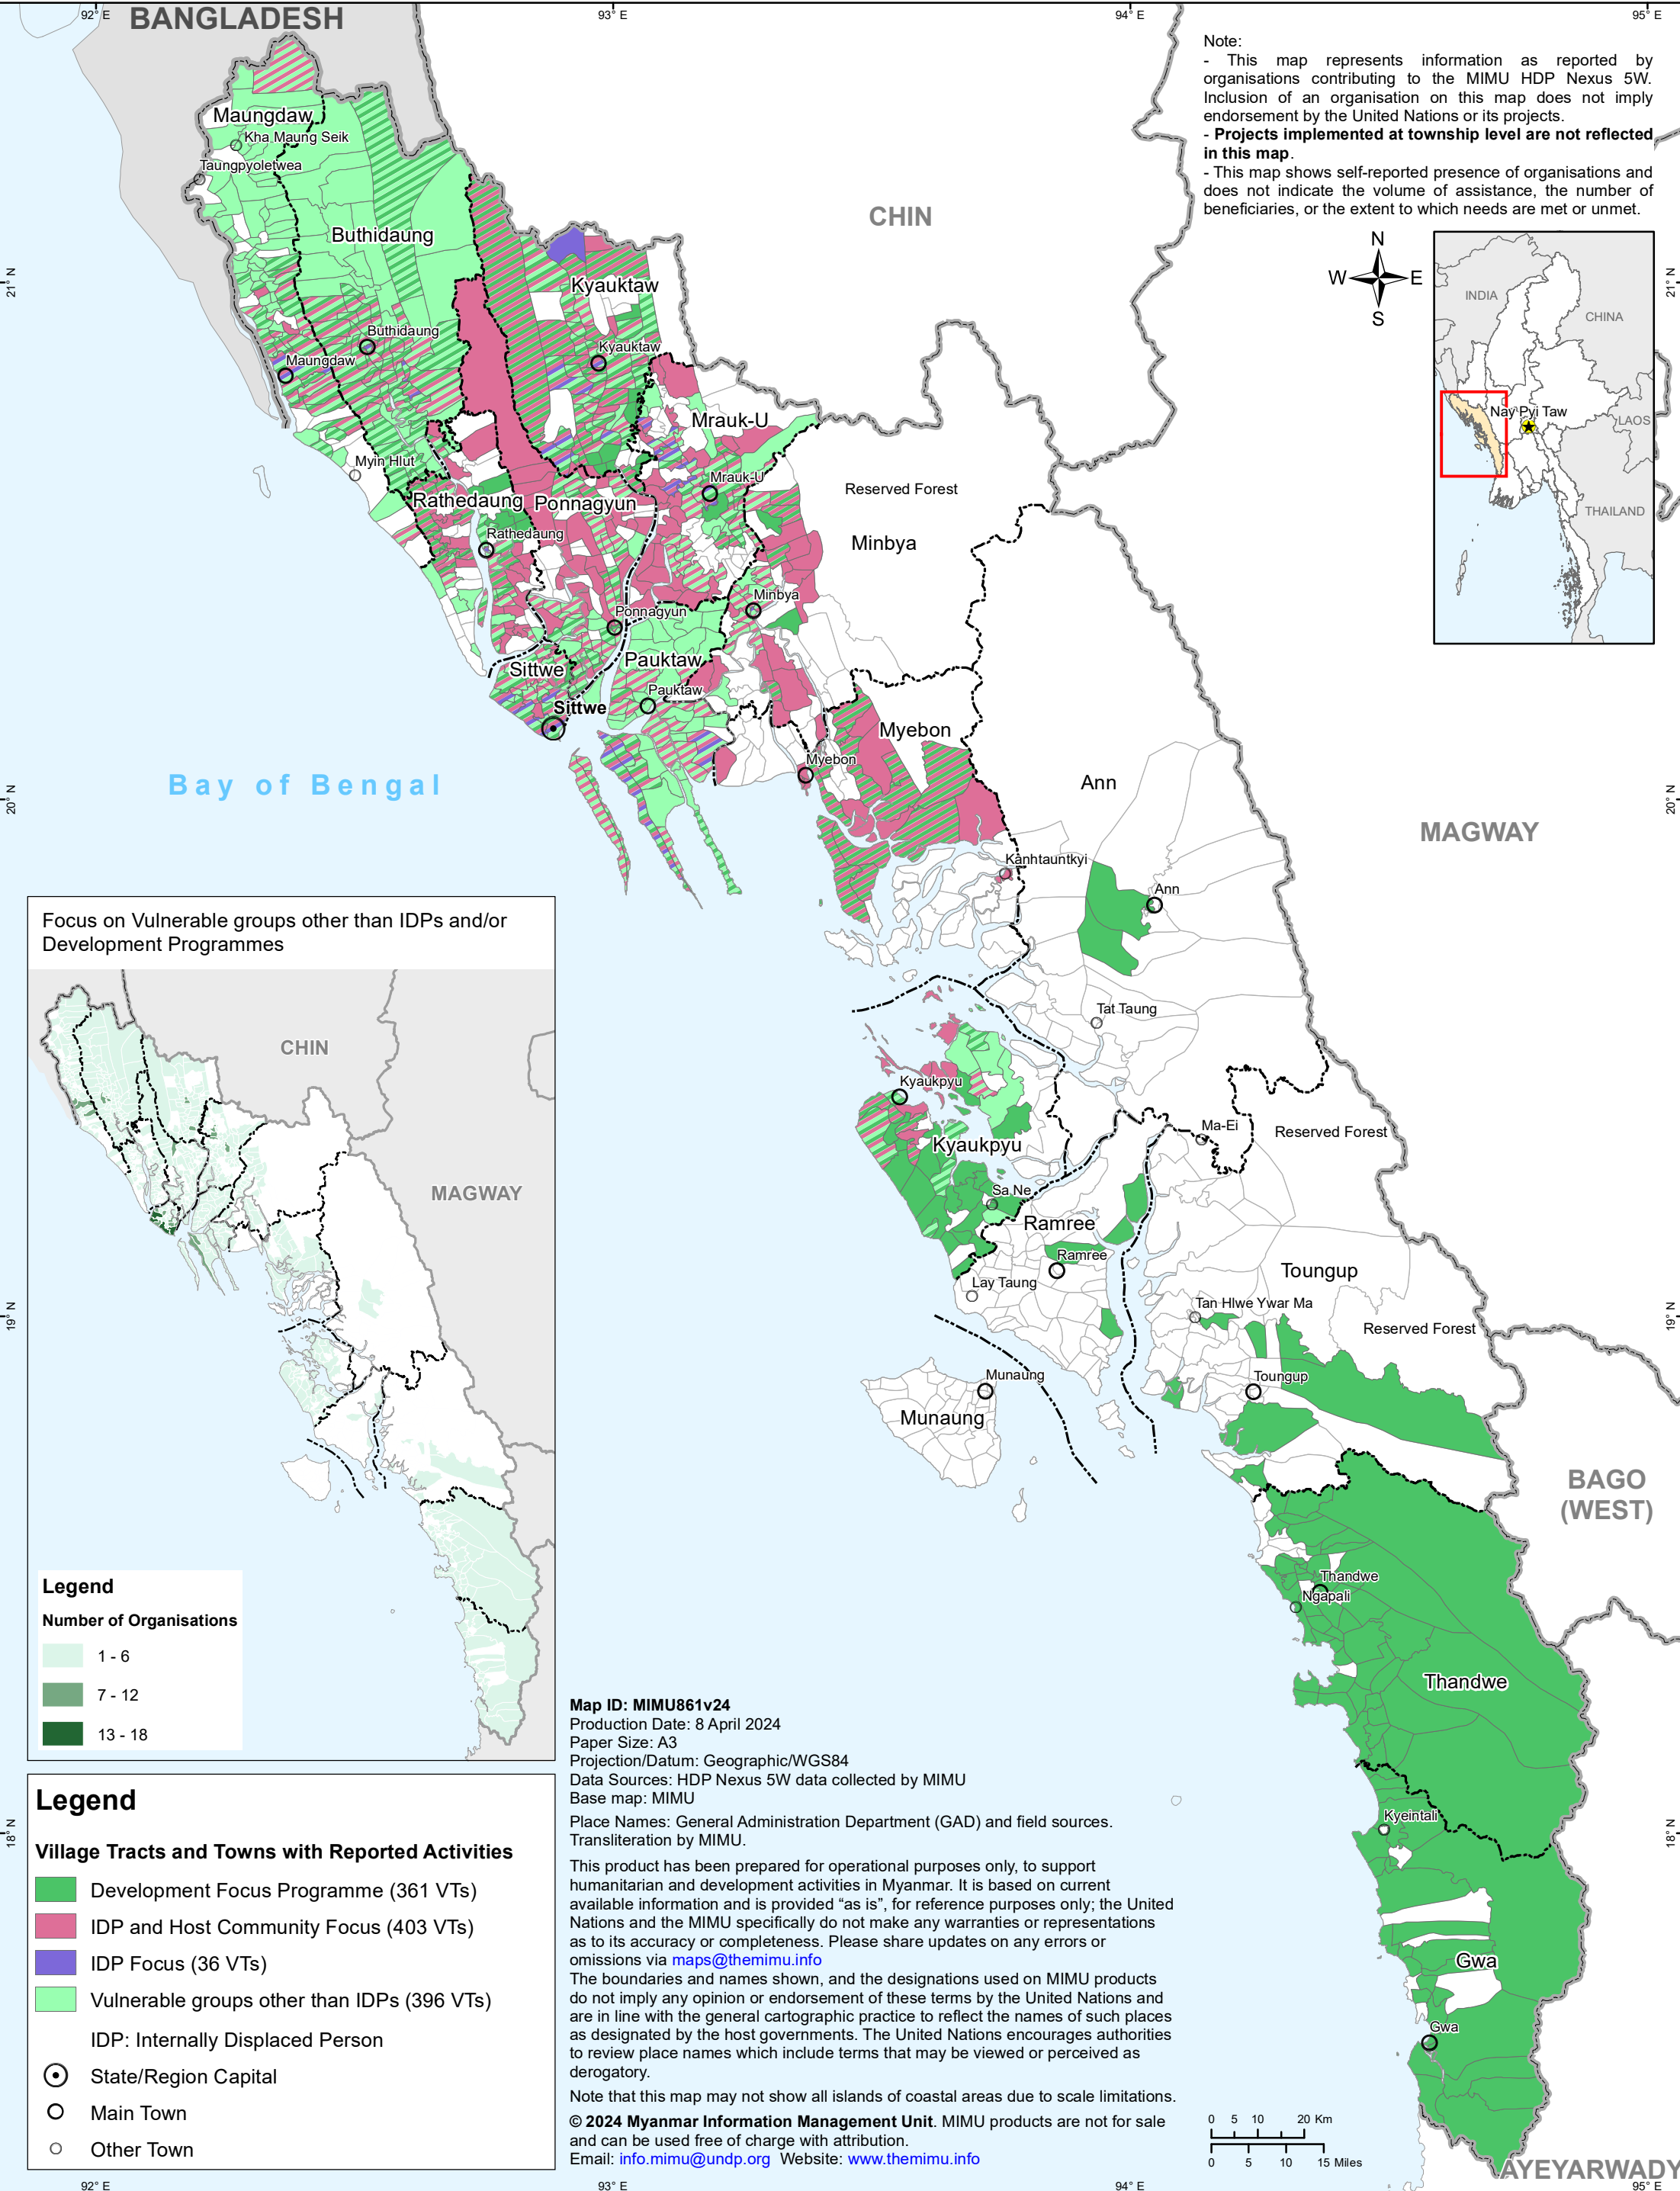 92° E
93° E
94° E
95° E
BANGLADESH
Note:
- This map represents information as reported by
organisations contributing to the MIMU HDP Nexus 5W.
Inclusion of an organisation on this map does not imply
endorsement by the United Nations or its projects.
- Projects implemented at township level are not reflected
in this map.
- This map shows self-reported presence of organisations and
does not indicate the volume of assistance, the number of
beneficiaries, or the extent to which needs are met or unmet.
Maungdaw
Kha Maung Seik
Taungpyoletwea
CHIN
Buthidaung
N
W
E
S
21° N
21° N
INDIA
CHINA
Nay Pyi Taw
LAOS
THAILAND
Kyauktaw
Buthidaung
Kyauktaw
Maungdaw
Mrauk-U
Myin Hlut
Mrauk-U
Reserved Forest
Rathedaung
Ponnagyun
Rathedaung
Minbya
Minbya
Ponnagyun
Sittwe
Pauktaw
Pauktaw
Sittwe
Myebon
Myebon
Bay of Bengal
Ann
20° N
20° N
MAGWAY
Kanhtauntkyi
Ann
Focus on Vulnerable groups other than IDPs and/or
Development Programmes
CHIN
MAGWAY
Tat Taung
Kyaukpyu
Ma-Ei
Reserved Forest
Kyaukpyu
Sa Ne
Ramree
Ramree
Toungup
Lay Taung
Tan Hlwe Ywar Ma
19° N
19° N
Reserved Forest
Munaung
Toungup
Munaung
BAGO
(WEST)
Thandwe
Ngapali
Thandwe
Legend
Number of Organisations
1 - 6
7 - 12
13 - 18
Map ID: MIMU861v24
Production Date: 8 April 2024
Paper Size: A3
Projection/Datum: Geographic/WGS84
Data Sources: HDP Nexus 5W data collected by MIMU
Base map: MIMU
Place Names: General Administration Department (GAD) and field sources.
Transliteration by MIMU.
This product has been prepared for operational purposes only, to support
humanitarian and development activities in Myanmar. It is based on current
available information and is provided “as is”, for reference purposes only; the United
Nations and the MIMU specifically do not make any warranties or representations
as to its accuracy or completeness. Please share updates on any errors or
omissions via maps@themimu.info
The boundaries and names shown, and the designations used on MIMU products
do not imply any opinion or endorsement of these terms by the United Nations and
are in line with the general cartographic practice to reflect the names of such places
as designated by the host governments. The United Nations encourages authorities
to review place names which include terms that may be viewed or perceived as
derogatory.
Note that this map may not show all islands of coastal areas due to scale limitations.
© 2024 Myanmar Information Management Unit. MIMU products are not for sale
and can be used free of charge with attribution.
Email: info.mimu@undp.org Website: www.themimu.info
Kyeintali
18° N
18° N
Gwa
Gwa
Legend
Village Tracts and Towns with Reported Activities
Development Focus Programme (361 VTs)
IDP and Host Community Focus (403 VTs)
IDP Focus (36 VTs)
Vulnerable groups other than IDPs (396 VTs)
IDP: Internally Displaced Person
State/Region Capital
Main Town
Other Town
0 5 10 20 Km
0 5 10 15 Miles
AYEYARWADY
92° E
93° E
94° E
95° E